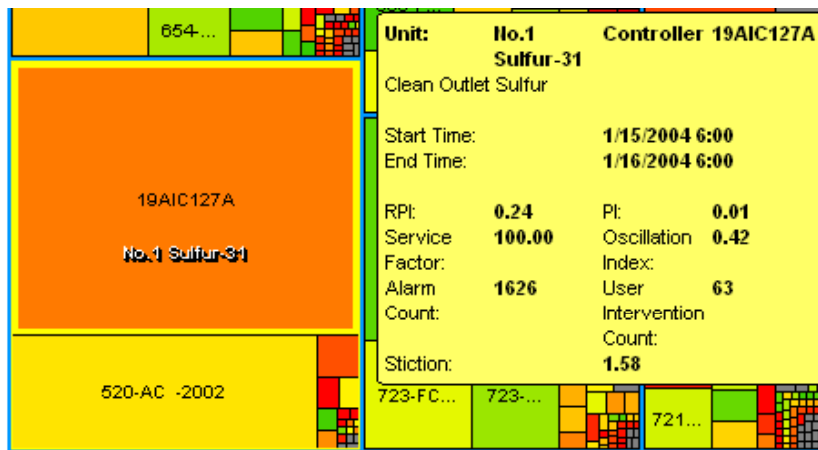 654-...
19AIC127A
No.1 Sulfur-31
520-AC -2002
Unit: No.1 Controller 19AIC127A
Sulfur-31
Clean Outlet Sulfur
Start Time: 1/15/2004 6:00
End Time: 1/16/2004 6:00
RPI: 0.24 PI: 0.01
Service 100.00 Oscillation 0.42
Factor: Index:
Alarm 1626 User 63
Count: Intervention
Count:
Stiction: 1.58
723-FC... 723-...
721...